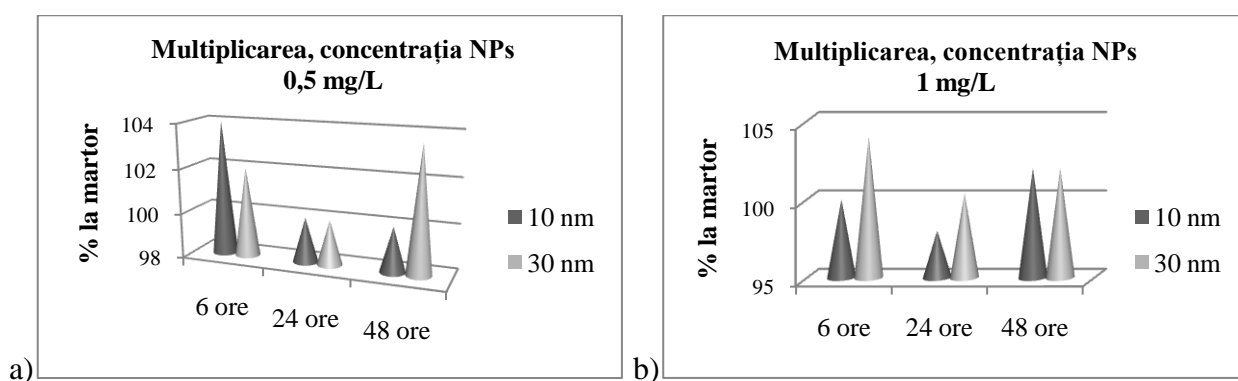 Multiplicarea, concentrația NPs
0,5 mg/L
% la martor
104
102
100
98
6 ore
24 ore
48 ore
10 nm
30 nm
a)
Multiplicarea, concentrația NPs
1 mg/L
% la martor
105
100
95
6 ore
24 ore
48 ore
10 nm
30 nm
b)